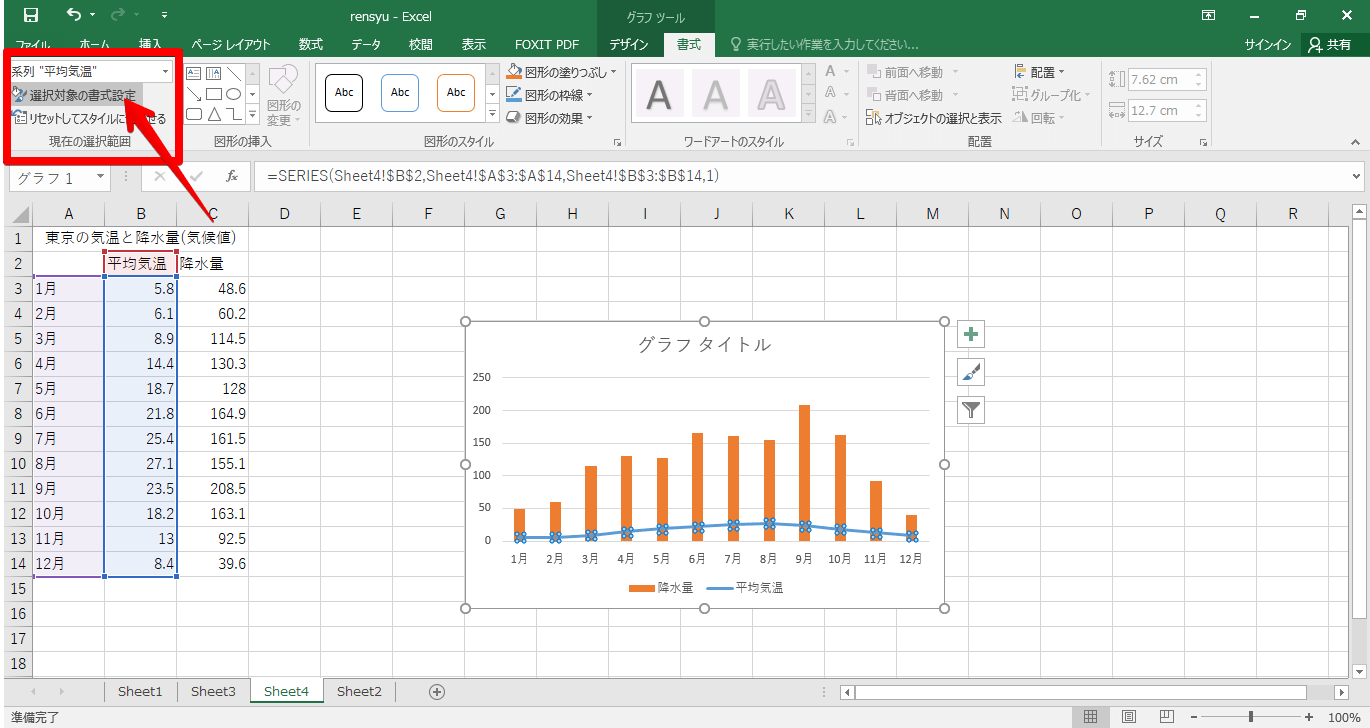 rensyu - Excel
グラフ ツール
ファイル ホーム 挿入 ページ レイアウト 数式 データ 校閲 表示 FOXIT PDF デザイン 書式 実行したい作業を入力してください... サインイン 共有
系列 "平均気温"
選択対象の書式設定
リセットしてスタイルに
せる
現在の選択範囲
図形の
変更
図形の挿入
Abc Abc Abc
図形の塗りつぶし
図形の枠線
図形の効果
図形のスタイル
A A A
A
A
A
ワードアートのスタイル
前面へ移動
背面へ移動
オブジェクトの選択と表示
配置
グループ化
回転
配置
7.62 cm
12.7 cm
サイズ
グラフ 1
fx
=SERIES(Sheet4!$B$2,Sheet4!$A$3:$A$14,Sheet4!$B$3:$B$14,1)
A B C D E F G H I J K L M N O P Q R
1 東京の気温と降水量(気候値)
2 平均気温 降水量
3 1月 5.8 48.6
4 2月 6.1 60.2
5 3月 8.9 114.5
6 4月 14.4 130.3
7 5月 18.7 128
8 6月 21.8 164.9
9 7月 25.4 161.5
10 8月 27.1 155.1
11 9月 23.5 208.5
12 10月 18.2 163.1
13 11月 13 92.5
14 12月 8.4 39.6
15
16
17
18
グラフ タイトル
250
200
150
100
50
0
1月 2月 3月 4月 5月 6月 7月 8月 9月 10月 11月 12月
降水量 平均気温
Sheet1 Sheet3 Sheet4 Sheet2
準備完了
100%